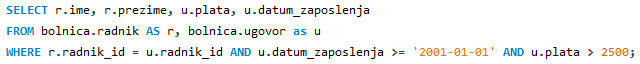 SELECT r.ime, r.prezime, u.plata, u.datum_zaposlenja
FROM bolnica.radnik AS r, bolnica.ugovor as u
WHERE r.radnik_id = u.radnik_id AND u.datum_zaposlenja >= '2001-01-01' AND u.plata > 2500;